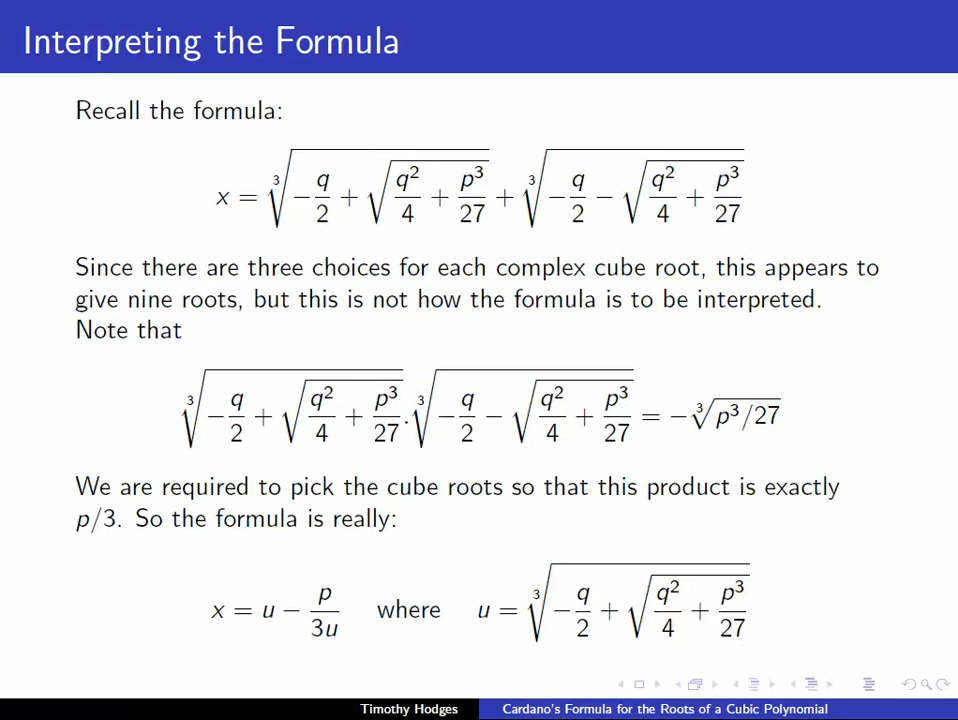 Interpreting the Formula
Recall the formula:
x = ∛(−q/2 + √(q²/4 + p³/27)) + ∛(−q/2 − √(q²/4 + p³/27))
Since there are three choices for each complex cube root, this appears to
give nine roots, but this is not how the formula is to be interpreted.
Note that
∛(−q/2 + √(q²/4 + p³/27)) . ∛(−q/2 − √(q²/4 + p³/27)) = −∛(p³/27)
We are required to pick the cube roots so that this product is exactly
p/3. So the formula is really:
x = u − p/3u where u = ∛(−q/2 + √(q²/4 + p³/27))
Timothy Hodges Cardano's Formula for the Roots of a Cubic Polynomial